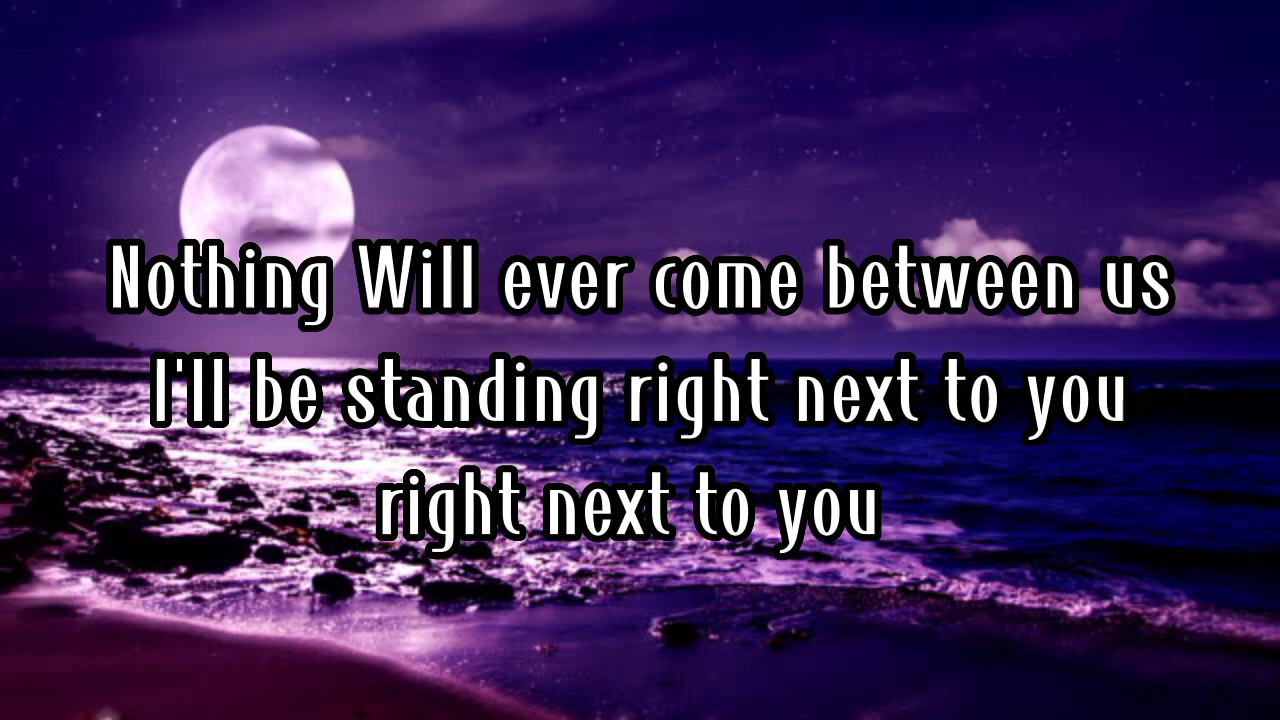 Nothing Will ever come between us
I'll be standing right next to you
right next to you